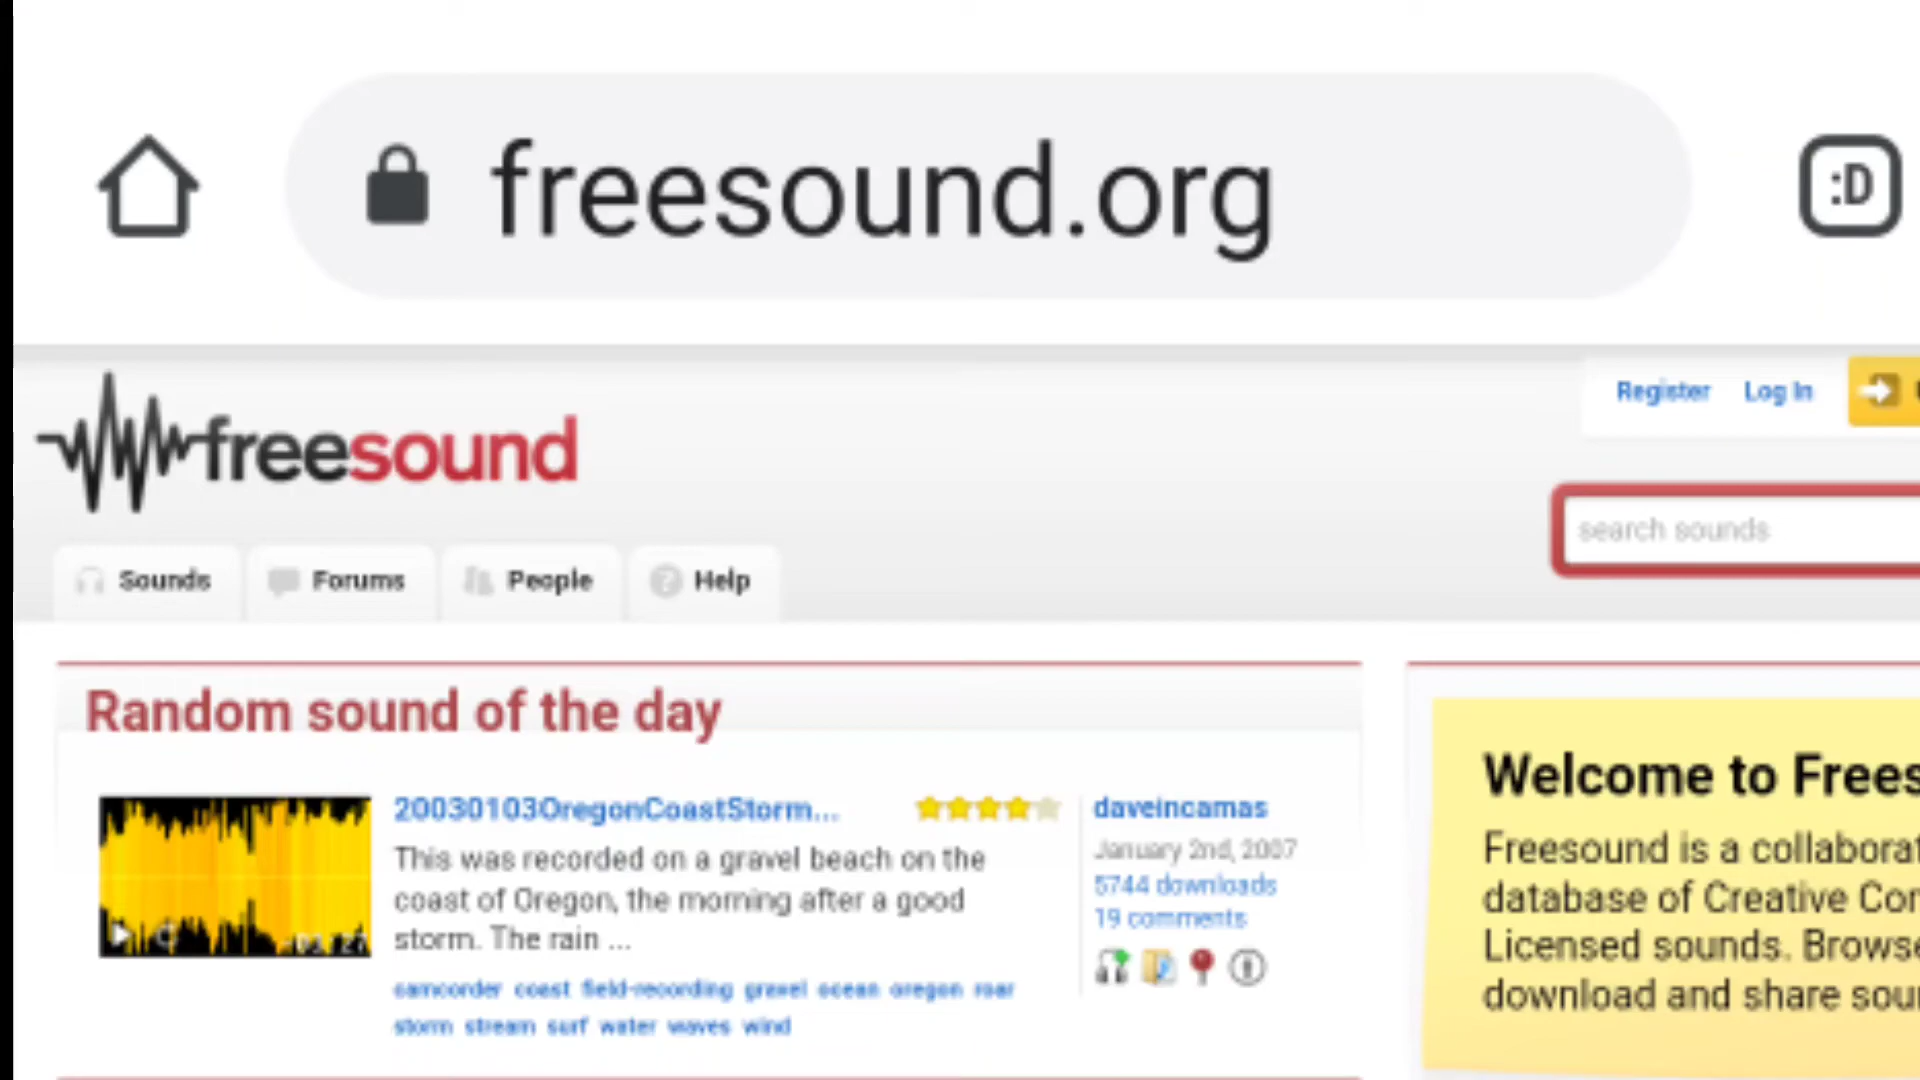 freesound.org
:D
freesound
Register Log In
search sounds
Sounds Forums People Help
Random sound of the day
20030103OregonCoastStorm...
This was recorded on a gravel beach on the
coast of Oregon, the morning after a good
storm. The rain ...
camcorder coast field-recording gravel ocean oregon roar
storm stream surf water waves wind
daveincamas
January 2nd, 2007
5744 downloads
19 comments
Welcome to Frees
Freesound is a collaborat
database of Creative Con
Licensed sounds. Browse
download and share soun